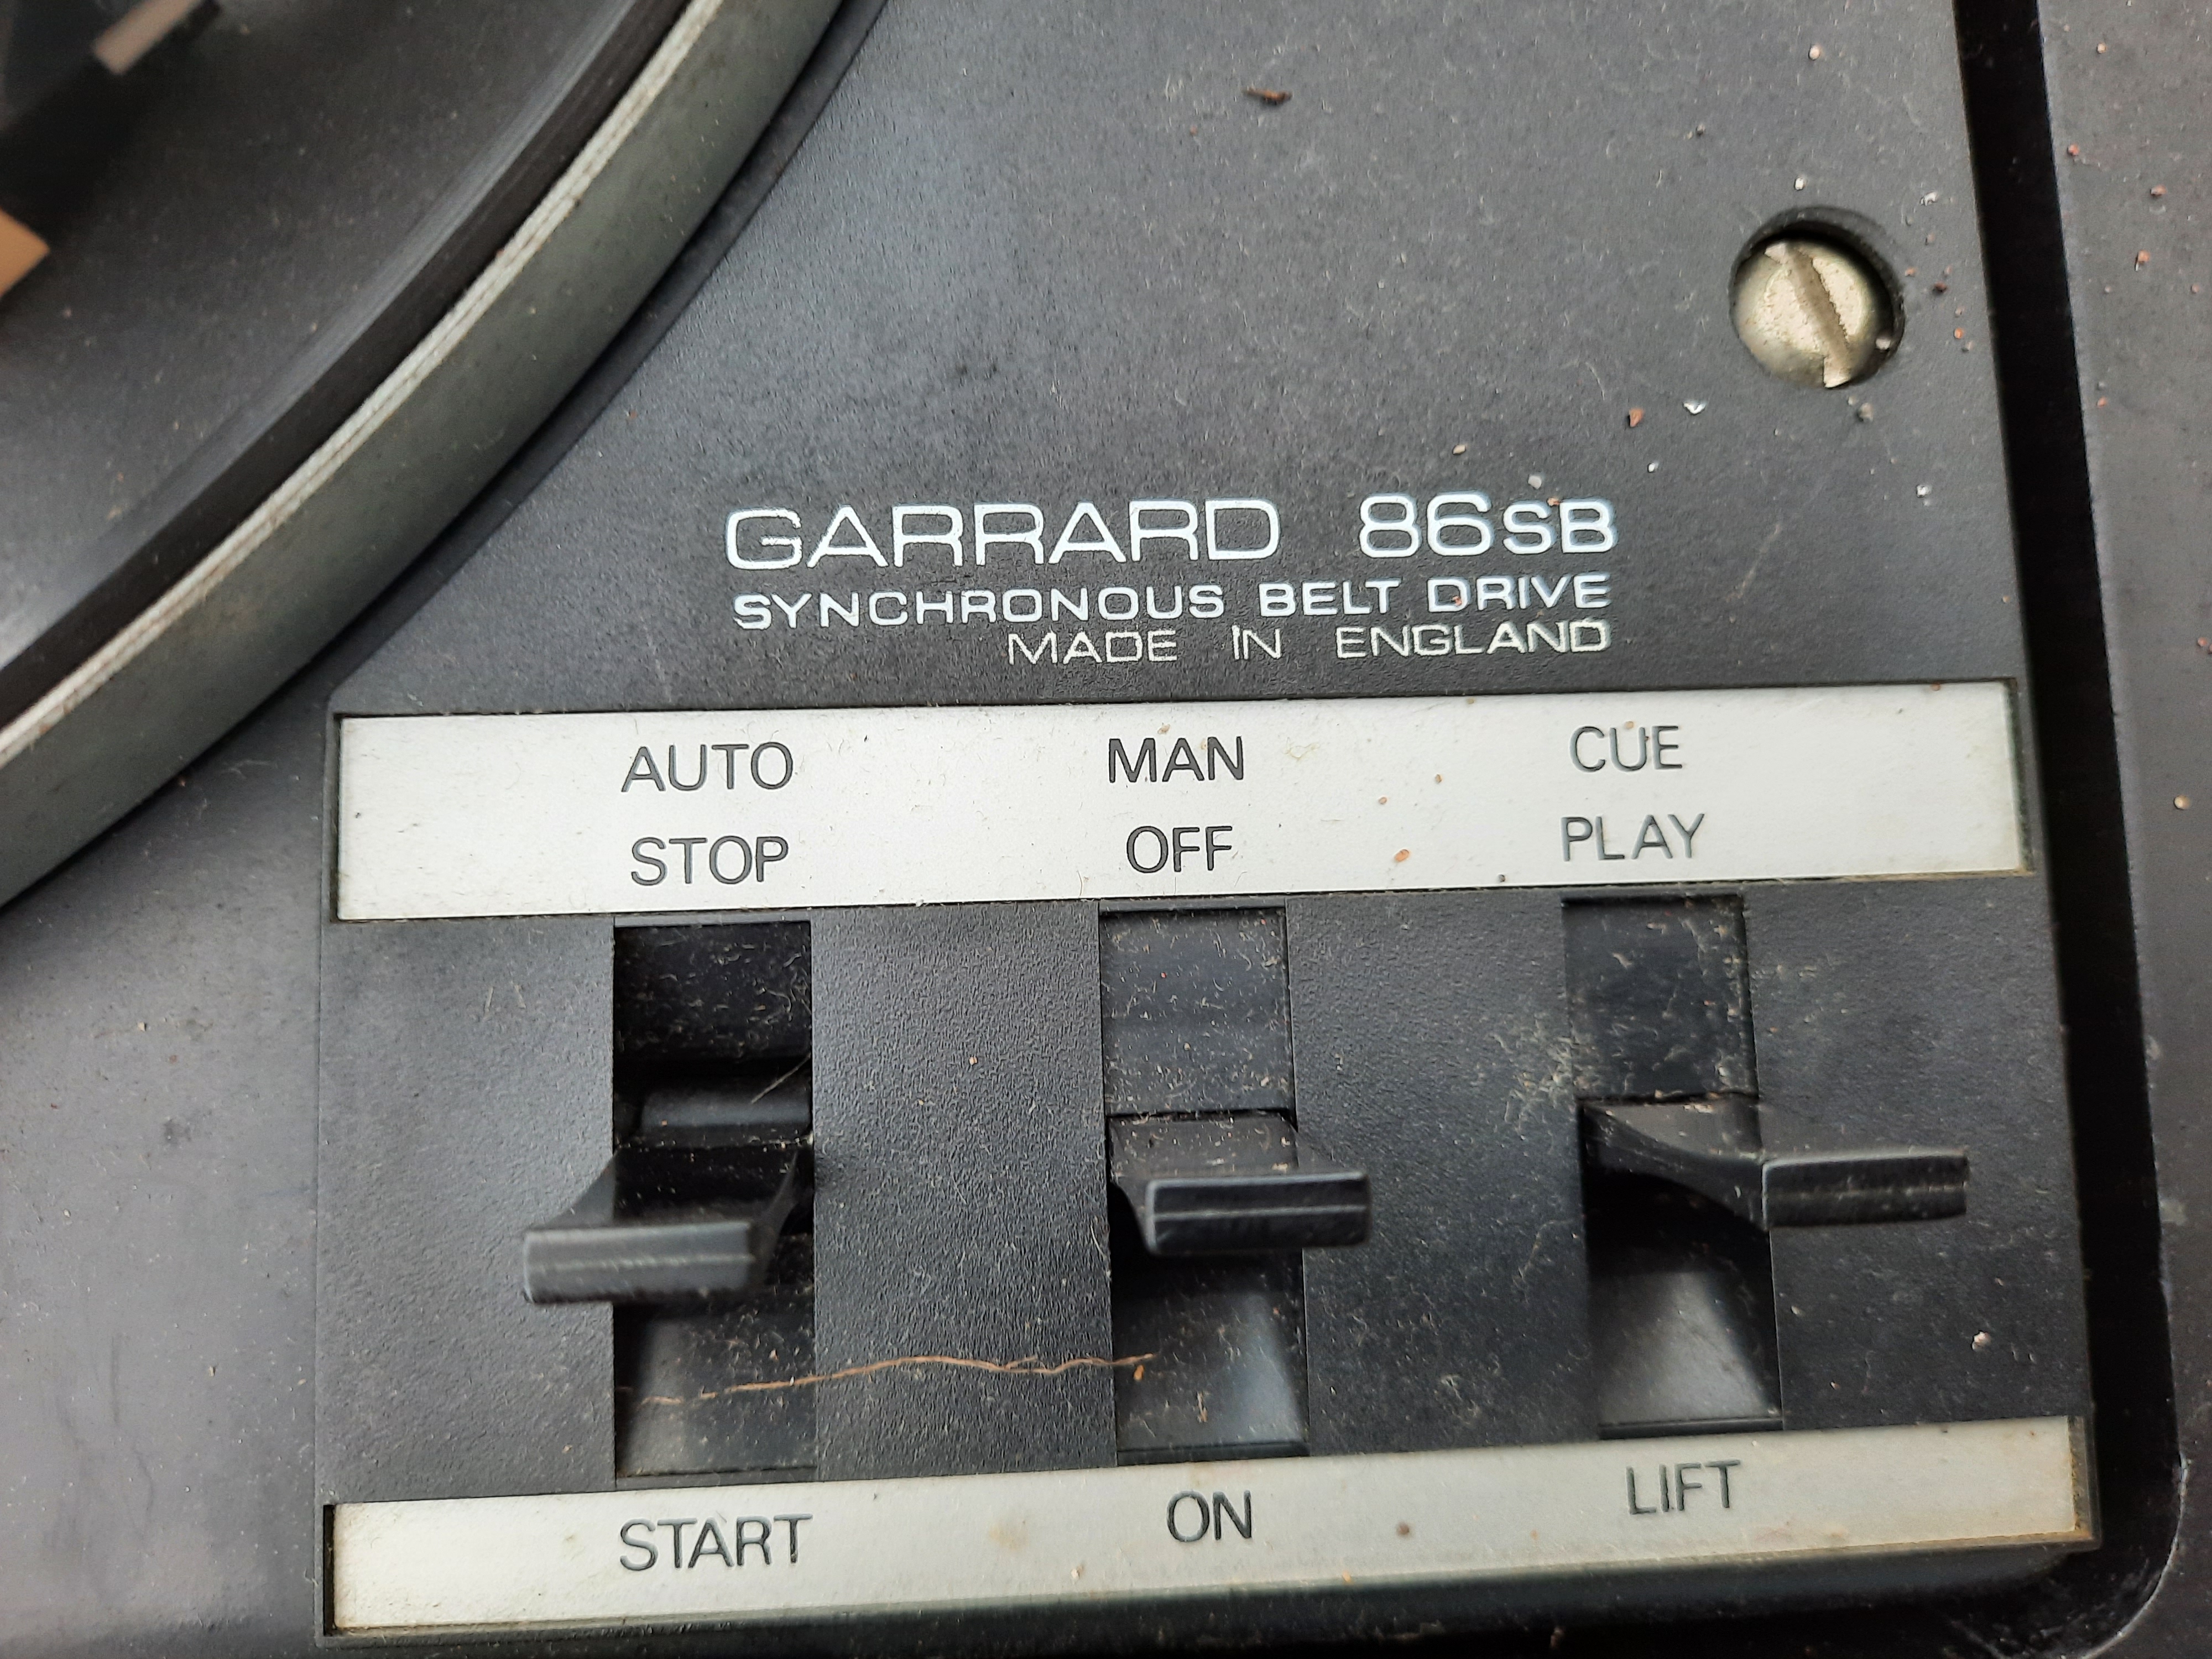 GARRARD 86SB
SYNCHRONOUS BELT DRIVE
MADE IN ENGLAND
AUTO MAN CUE
STOP OFF PLAY
START ON LIFT